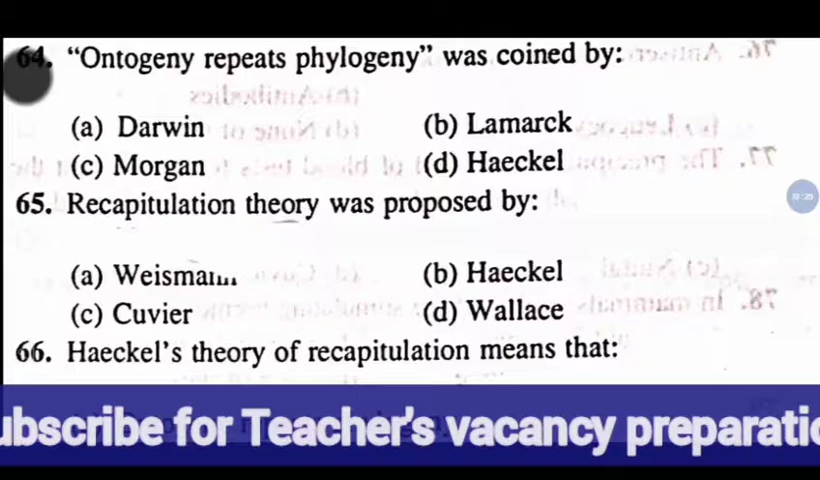 64. “Ontogeny repeats phylogeny” was coined by:
(a) Darwin (b) Lamarck
(c) Morgan (d) Haeckel
65. Recapitulation theory was proposed by:
(a) (b) Haeckel
(c) Cuvier (d) Wallace
66. Haeckel’s theory of recapitulation means that:
ubscribe for Teacher's vacancy preparatio